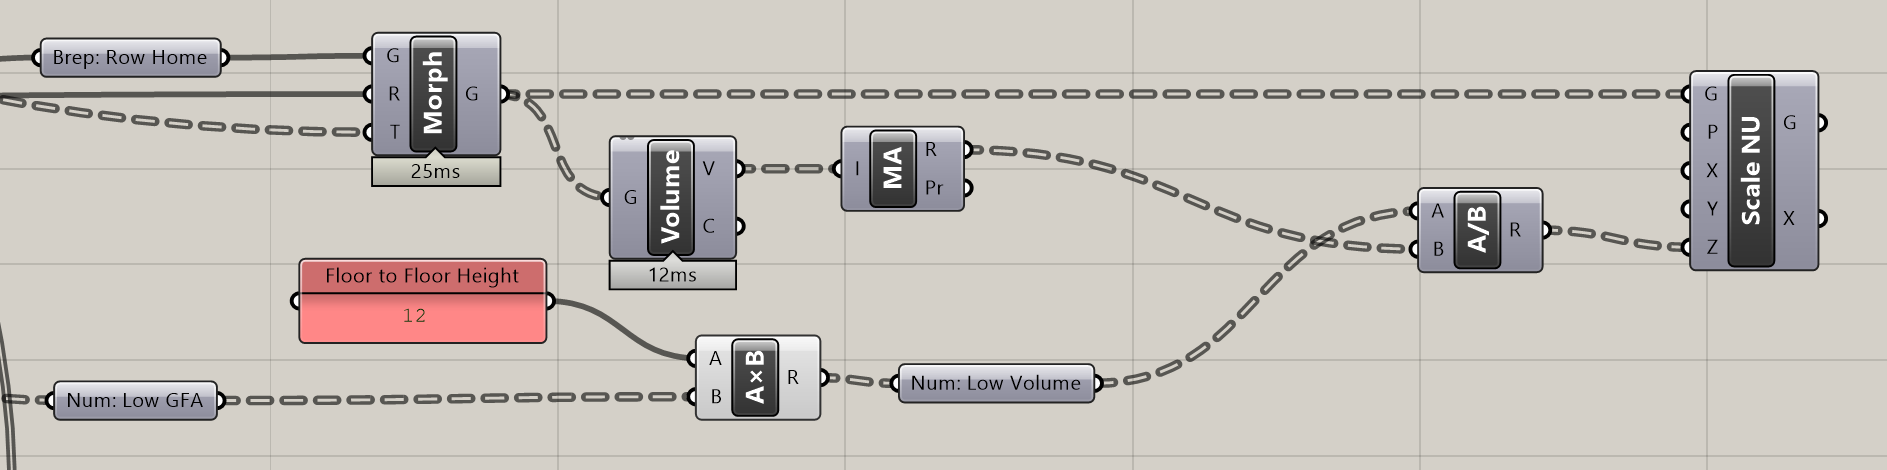 Brep: Row Home
G
R
T
Morph
G
25ms
G
Volume
V
C
12ms
I
MA
R
Pr
Floor to Floor Height
12
Num: Low GFA
A
B
A×B
R
Num: Low Volume
A
B
A/B
R
G
P
X
Y
Z
Scale NU
G
X